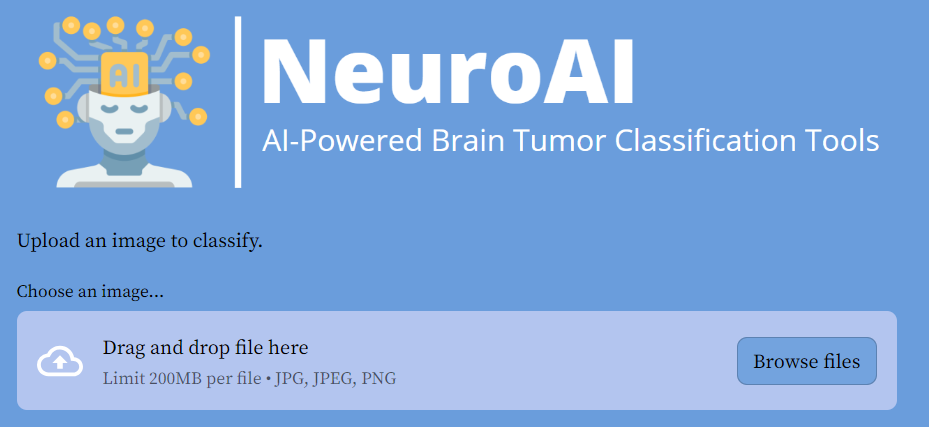 AI
NeuroAI
AI-Powered Brain Tumor Classification Tools
Upload an image to classify.
Choose an image...
Drag and drop file here
Limit 200MB per file • JPG, JPEG, PNG
Browse files